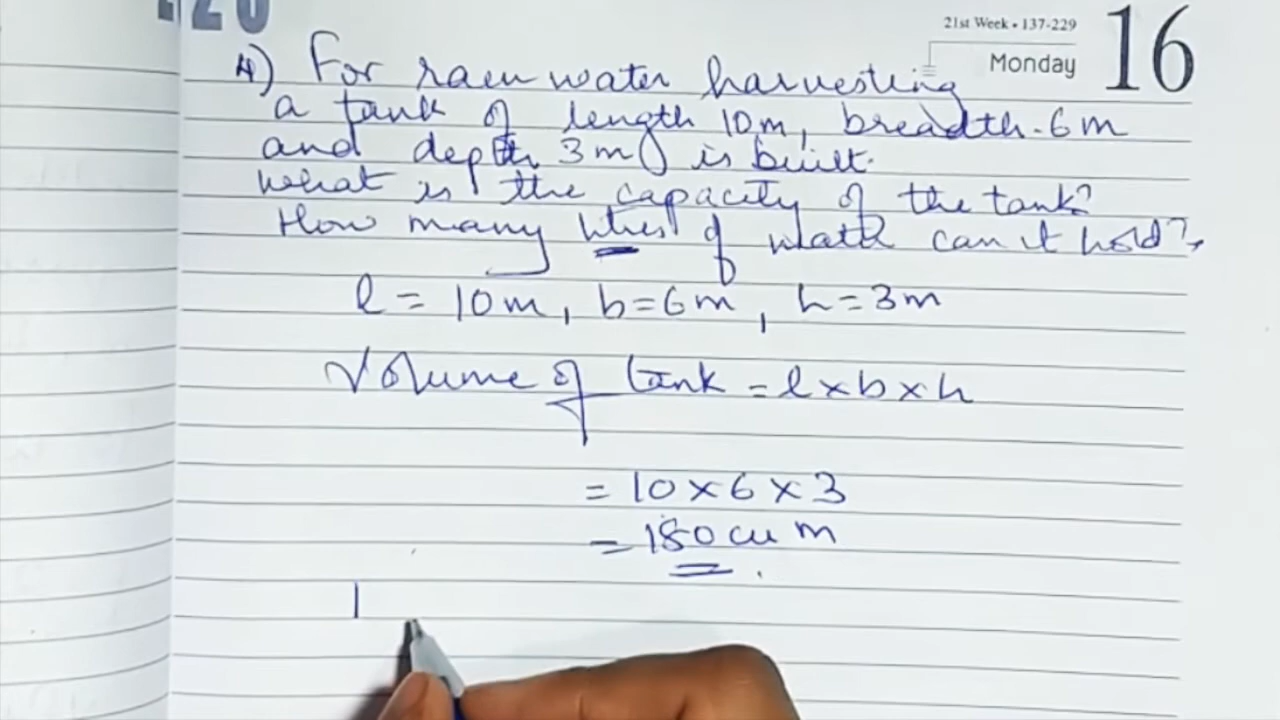 21st Week • 137-229
Monday
16
4) For rain water harvesting
a tank of length 10m, breadth-6m
and depth 3m is built.
What is the capacity of the tank?
How many litres of water can it hold?
l = 10m, b=6m, h=3m
Volume of tank = l×b×h
= 10×6×3
= 180 cu m
1